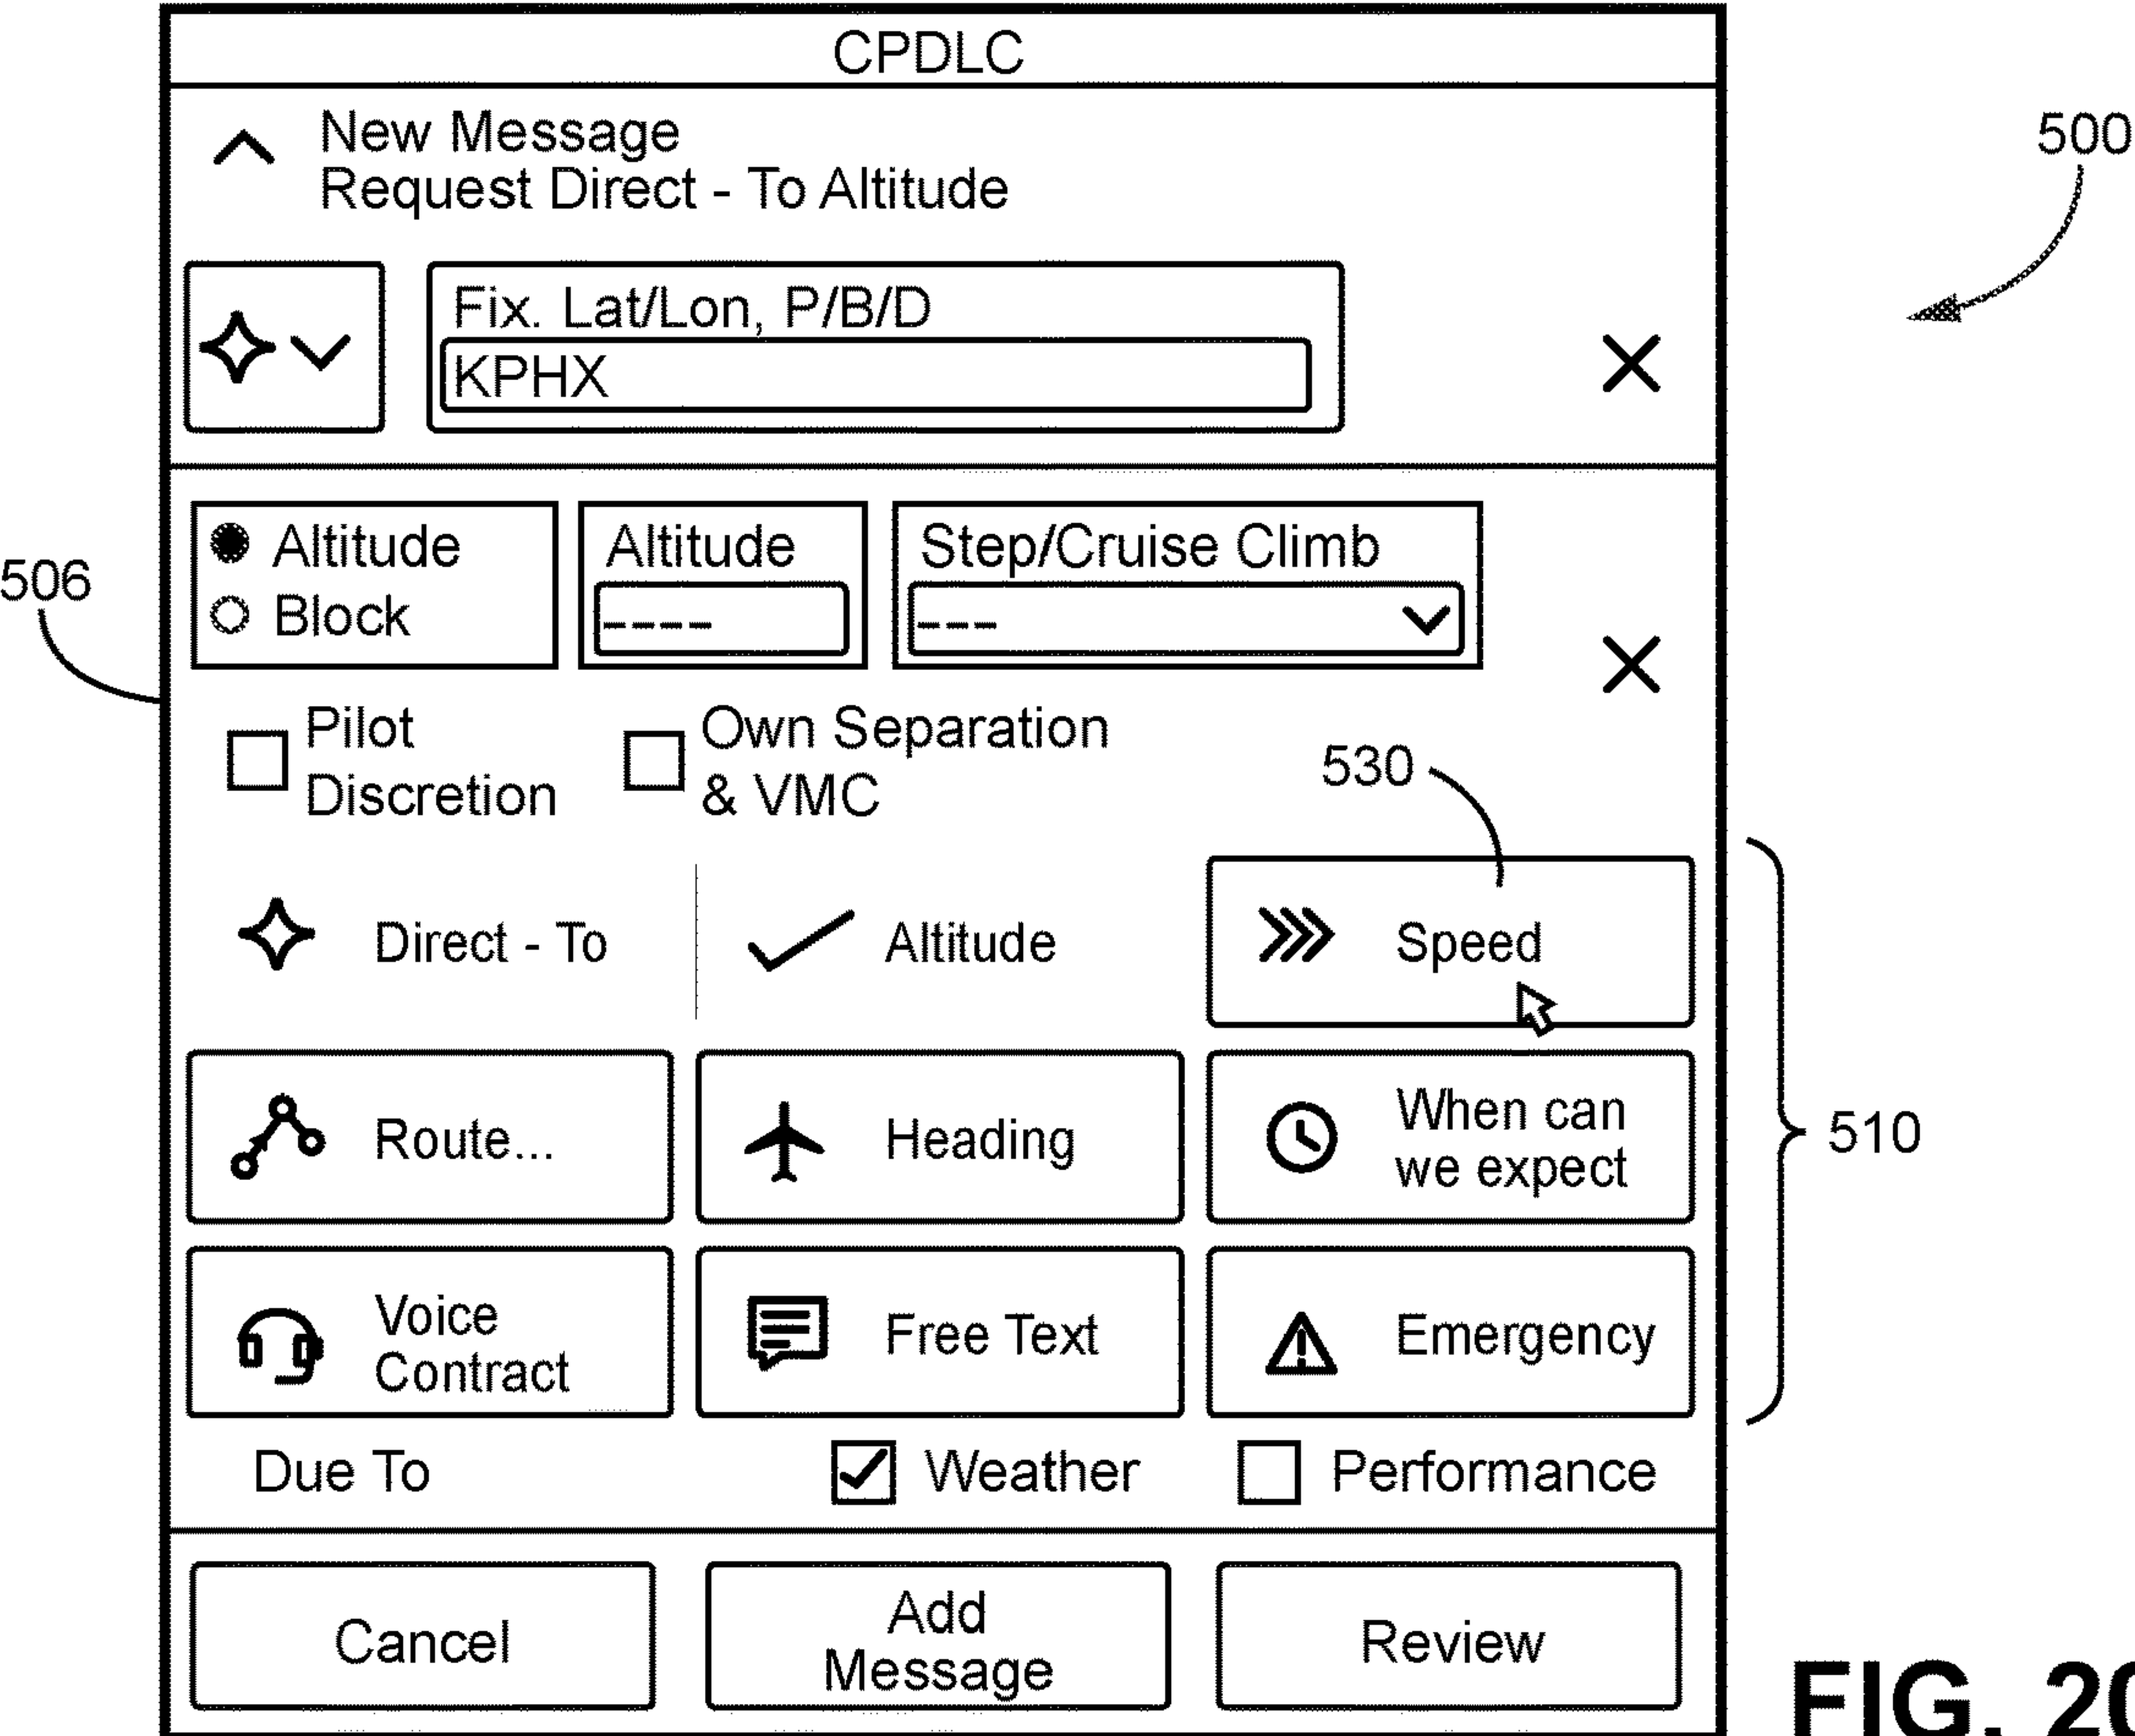 CPDLC
New Message
Request Direct - To Altitude
500
Fix. Lat/Lon, P/B/D
KPHX
506
Altitude
Block
Altitude
----
Step/Cruise Climb
---
Pilot
Discretion
Own Separation
& VMC
530
Direct - To
Altitude
Speed
Route...
Heading
When can
we expect
510
Voice
Contract
Free Text
Emergency
Due To
Weather
Performance
Cancel
Add
Message
Review
FIG. 20